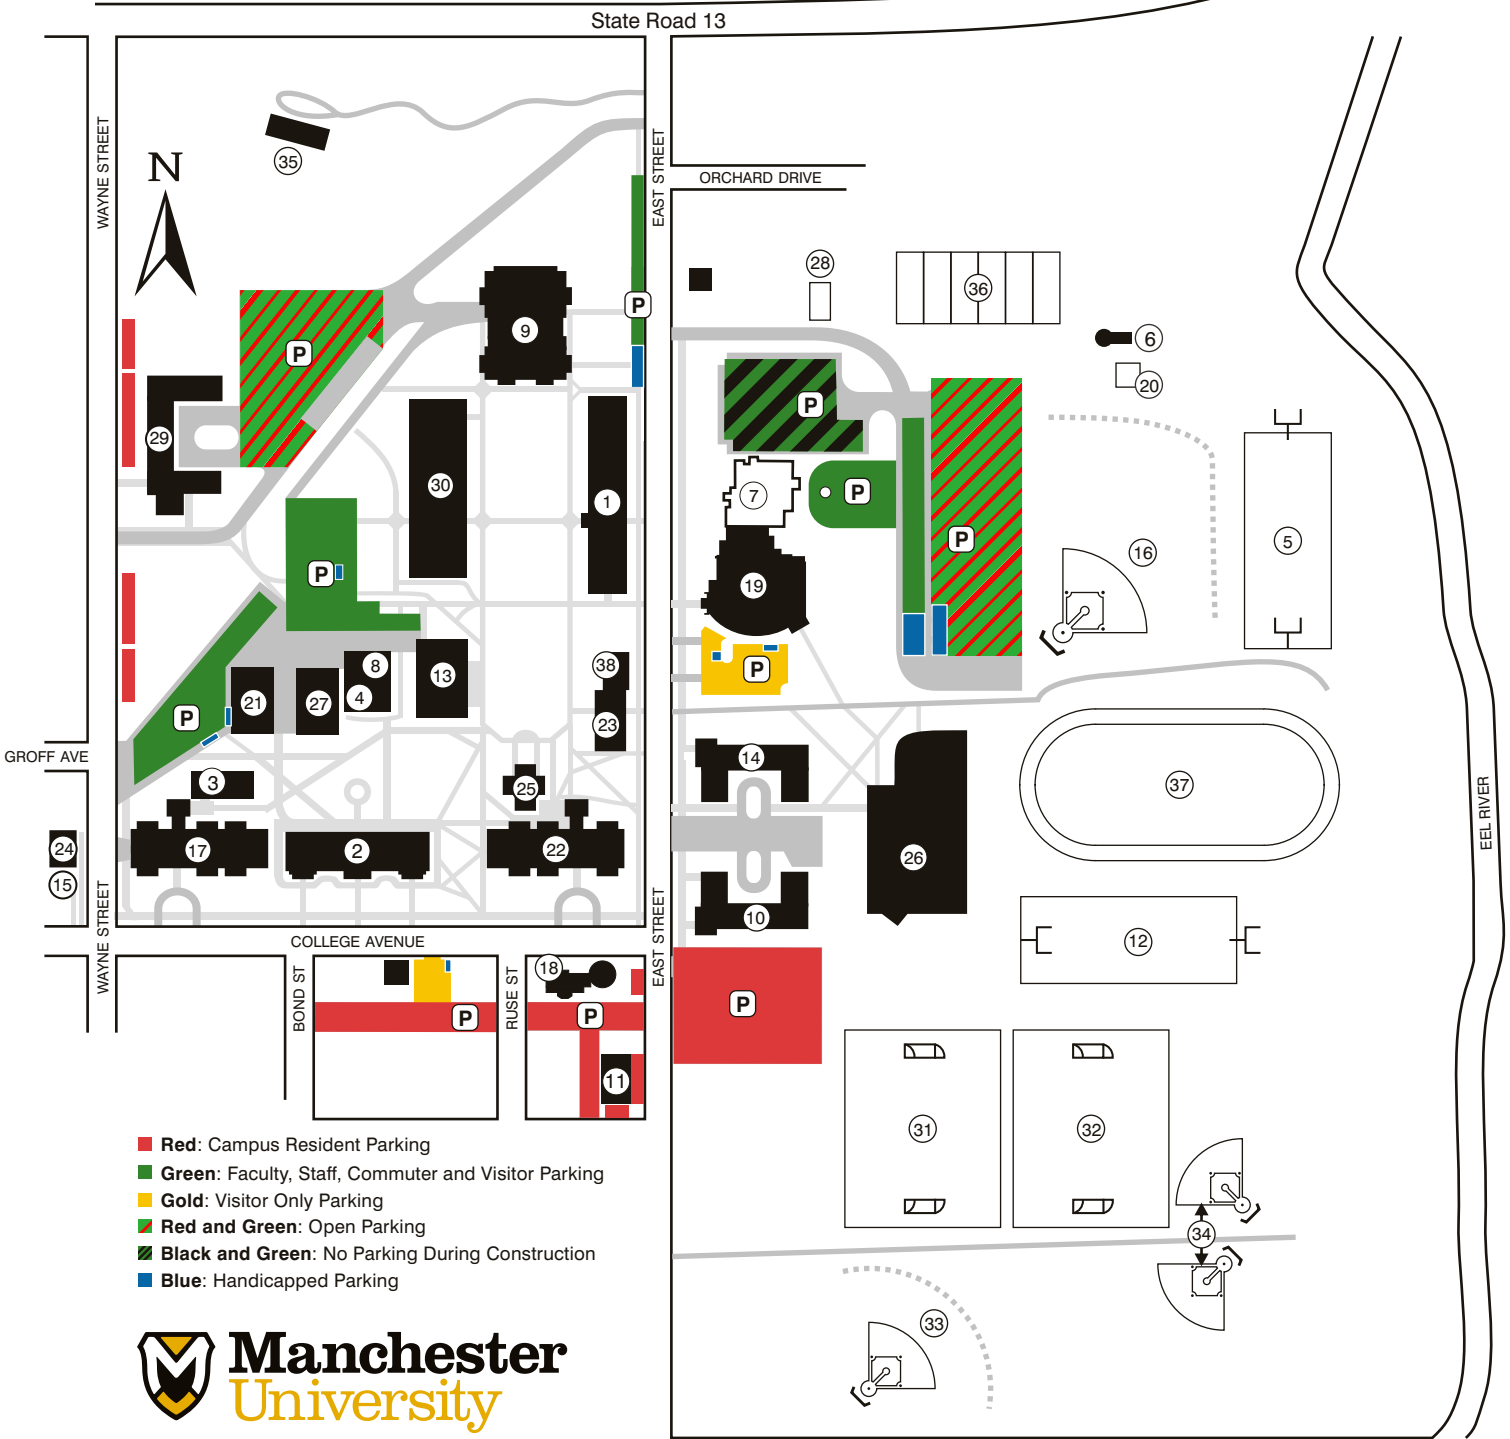 State Road 13
WAYNE STREET
EAST STREET
N
35
ORCHARD DRIVE
28
36
P
9
6
20
P
P
29
30
1
7
P
5
P
16
P
19
8
38
13
P
21
27
4
P
23
GROFF AVE
14
3
25
37
EEL RIVER
24
17
2
22
26
15
WAYNE STREET
EAST STREET
10
COLLEGE AVENUE
12
18
BOND ST
RUSE ST
P
P
P
11
31
32
34
33
Red: Campus Resident Parking
Green: Faculty, Staff, Commuter and Visitor Parking
Gold: Visitor Only Parking
Red and Green: Open Parking
Black and Green: No Parking During Construction
Blue: Handicapped Parking
Manchester
University